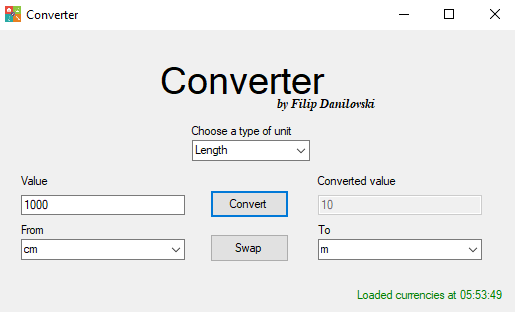 Converter
Converter
by Filip Danilovski
Choose a type of unit
Length
Value
Converted value
1000
Convert
10
From
To
cm
Swap
m
Loaded currencies at 05:53:49